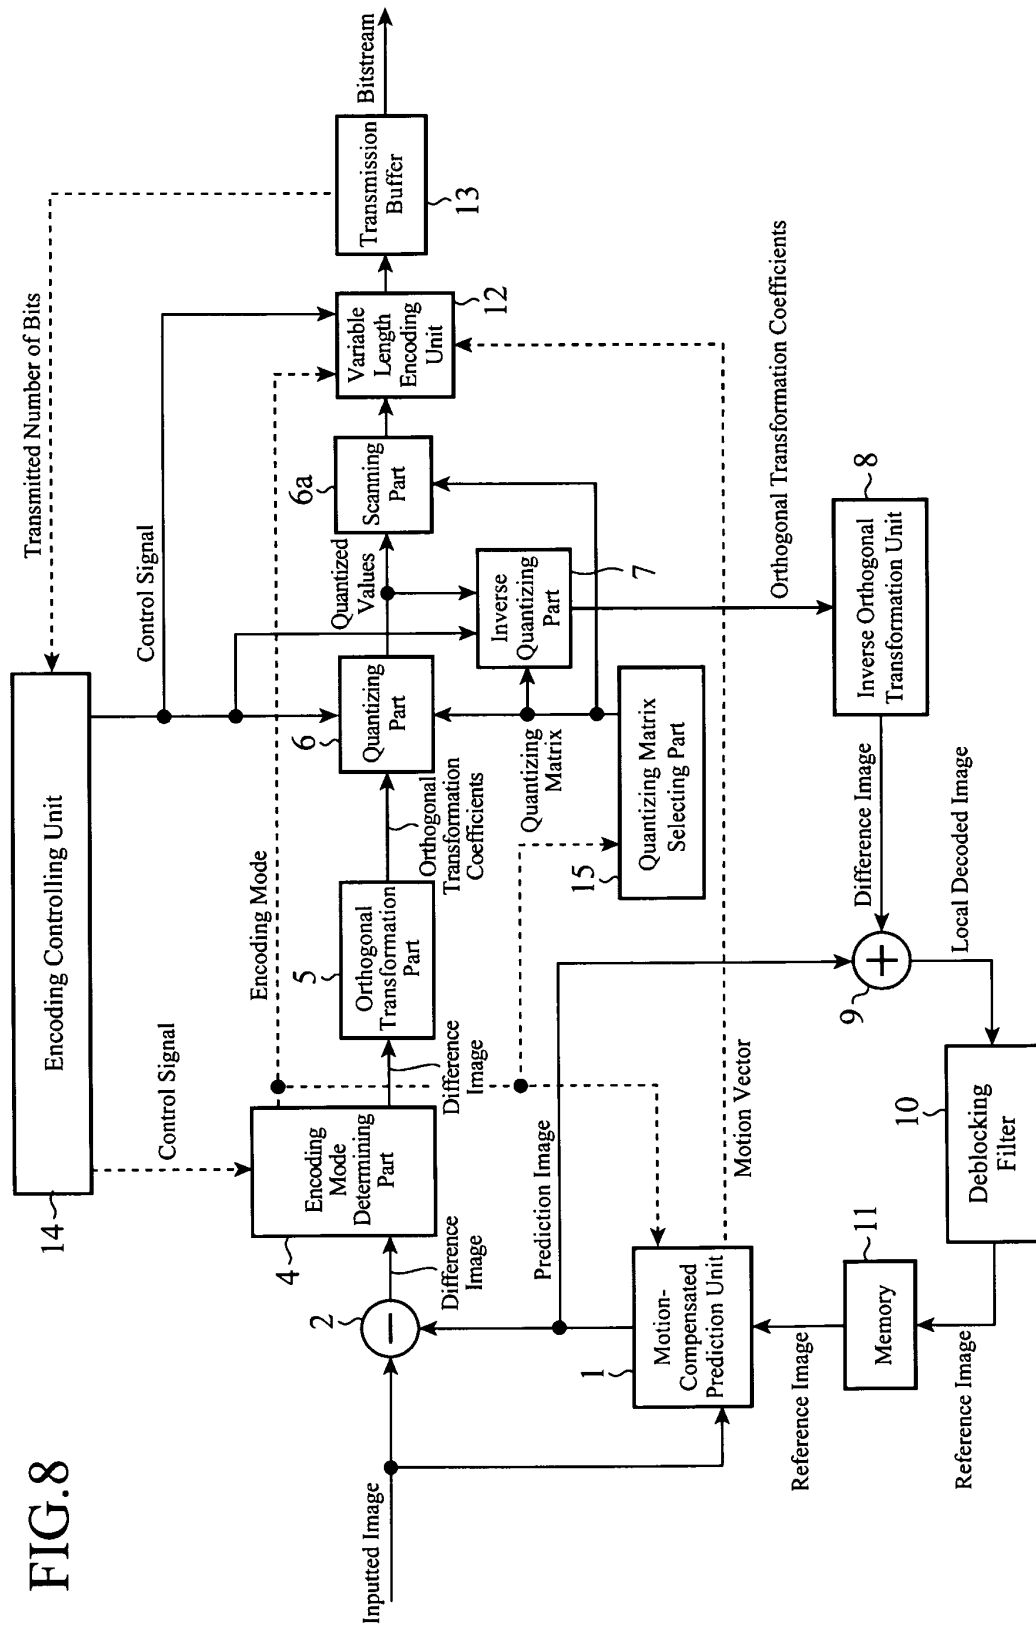 FIG.8
14
Encoding Controlling Unit
Transmitted Number of Bits
Control Signal
Control Signal
Encoding Mode
Inputted Image
2
Difference
Image
4
Encoding
Mode
Determining
Part
Difference
Image
5
Orthogonal
Transformation
Part
Orthogonal
Transformation
Coefficients
6
Quantizing
Part
Quantized
Values
6a
Scanning
Part
Variable
Length
Encoding
Unit
12
Transmission
Buffer
13
Bitstream
Inverse
Quantizing
Part
7
Quantizing
Matrix
15
Quantizing Matrix
Selecting Part
Prediction Image
1
Motion-
Compensated
Prediction Unit
Motion Vector
Orthogonal Transformation Coefficients
Inverse Orthogonal
Transformation Unit
8
Difference Image
9
Local Decoded Image
10
Deblocking
Filter
11
Memory
Reference Image
Reference Image